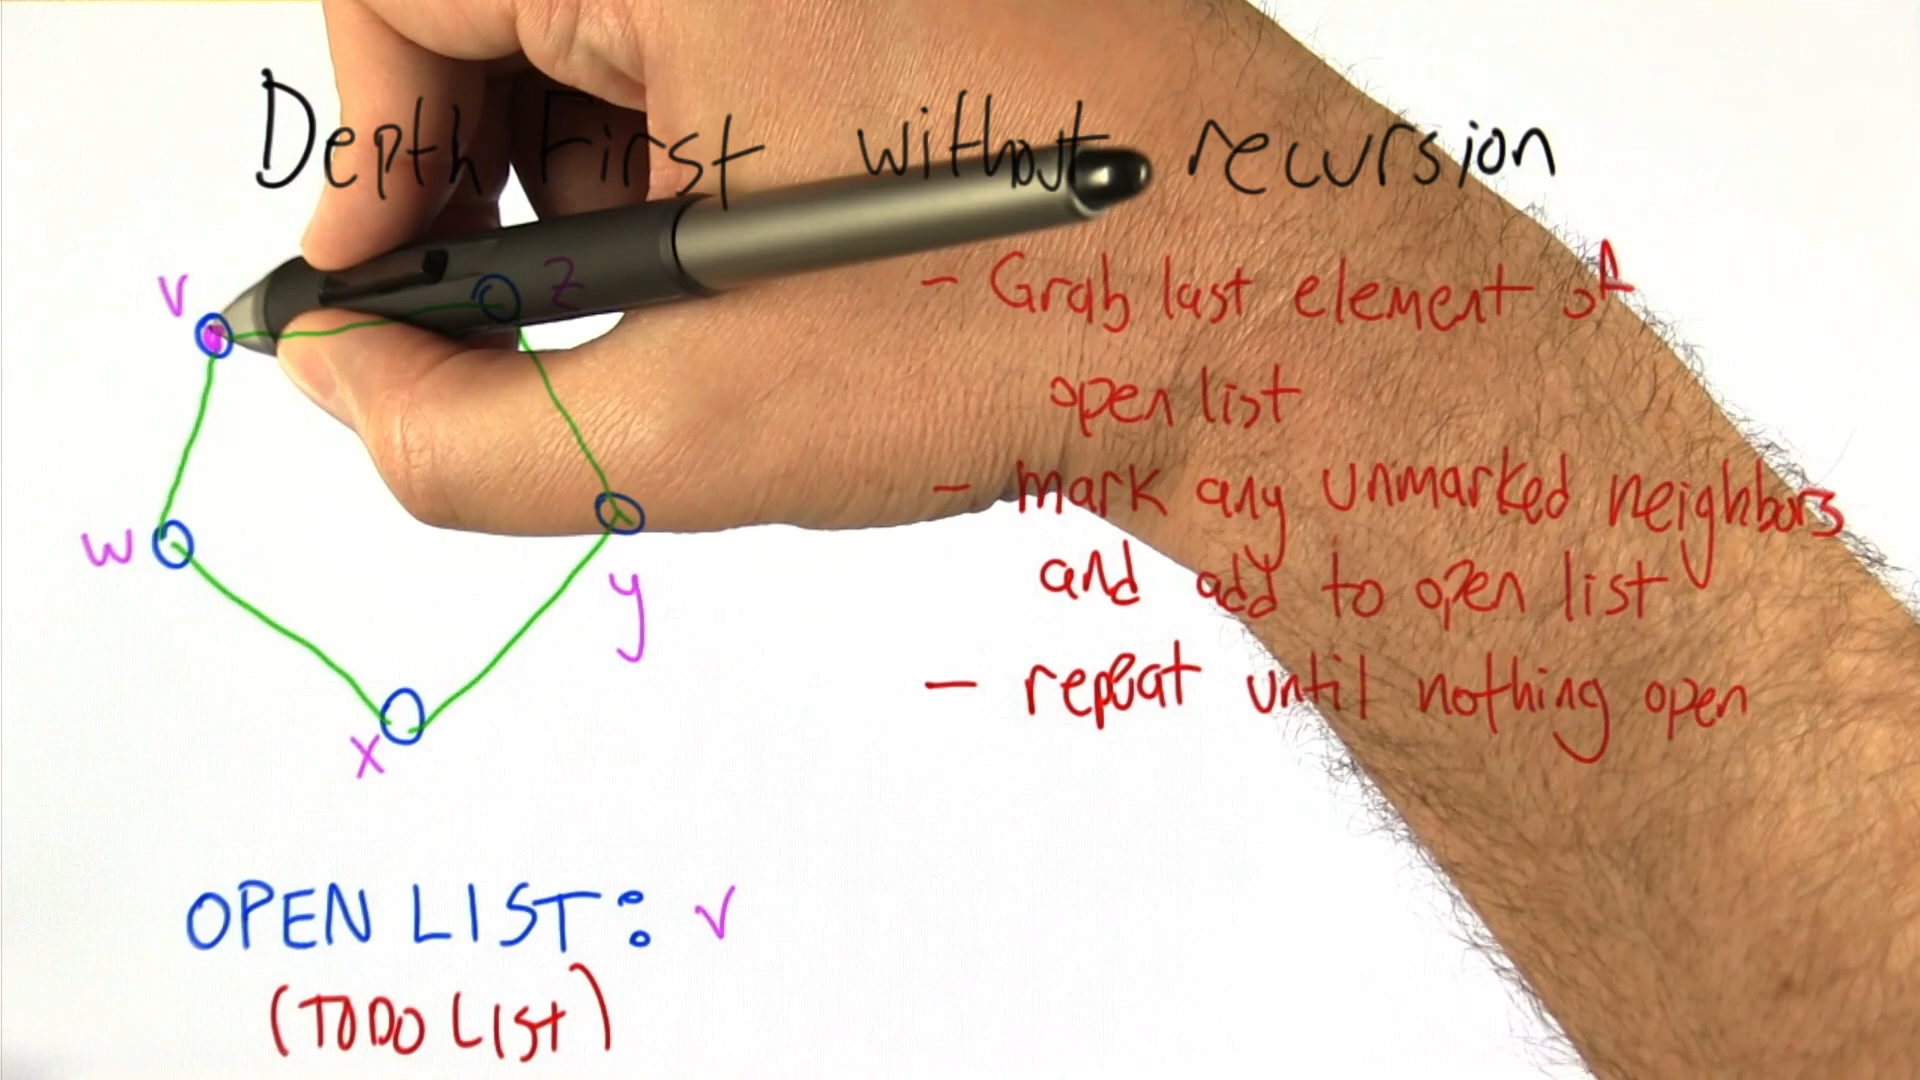 Depth First without recursion
v
z
- Grab last element of
open list
- mark any unmarked neighbors
and add to open list
w
y
- repeat until nothing open
x
OPEN LIST: v
(TODO LIST)